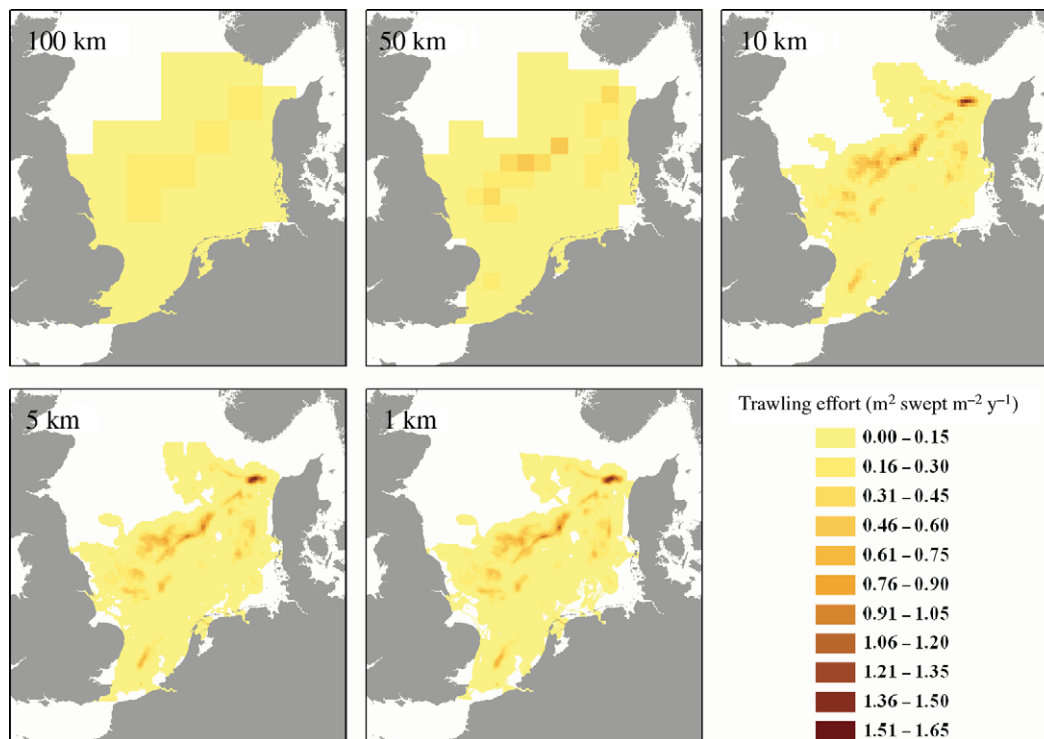 100 km
50 km
10 km
5 km
1 km
Trawling effort (m² swept m⁻² y⁻¹)
0.00 – 0.15
0.16 – 0.30
0.31 – 0.45
0.46 – 0.60
0.61 – 0.75
0.76 – 0.90
0.91 – 1.05
1.06 – 1.20
1.21 – 1.35
1.36 – 1.50
1.51 – 1.65